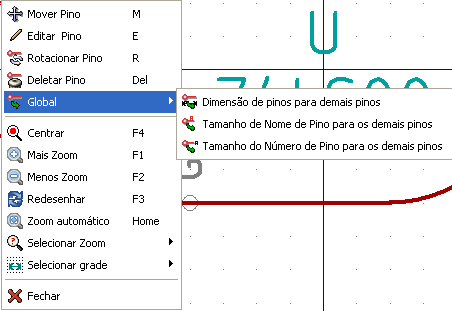 Mover Pino M
Editar Pino E
Rotacionar Pino R
Deletar Pino Del
Global
Dimensão de pinos para demais pinos
Tamanho de Nome de Pino para os demais pinos
Tamanho do Número de Pino para os demais pinos
Centrar F4
Mais Zoom F1
Menos Zoom F2
Redesenhar F3
Zoom automático Home
Selecionar Zoom
Selecionar grade
Fechar
U